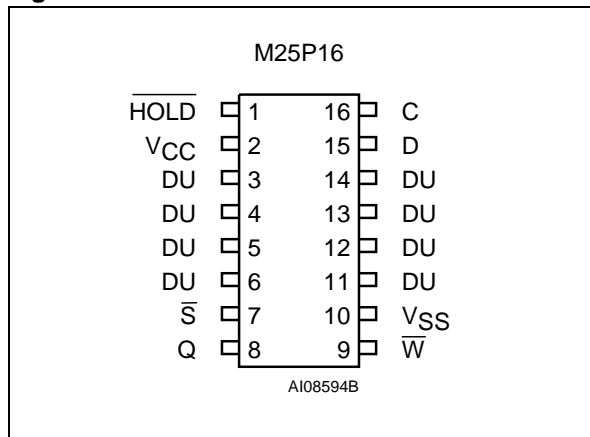 M25P16
HOLD 1 16 C
VCC 2 15 D
DU 3 14 DU
DU 4 13 DU
DU 5 12 DU
DU 6 11 DU
S 7 10 VSS
Q 8 9 W
AI08594B